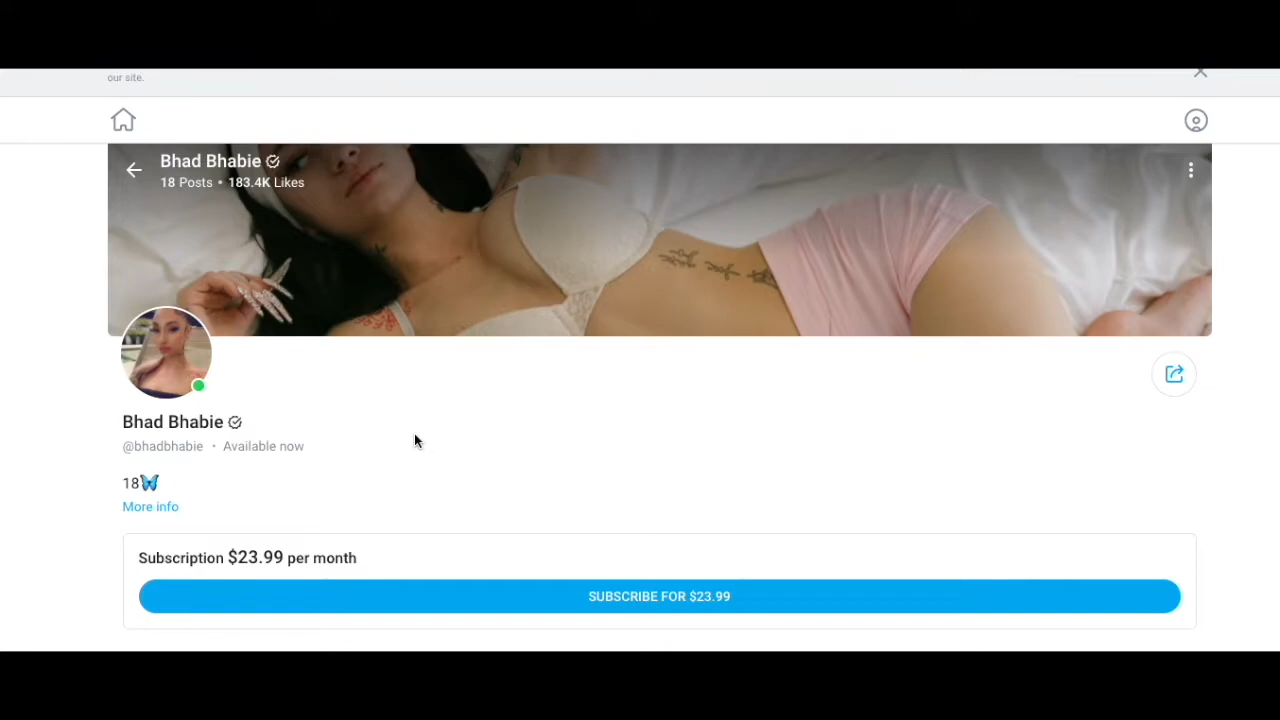 our site.
Bhad Bhabie
18 Posts • 183.4K Likes
Bhad Bhabie
@bhadbhabie · Available now
18🦋
More info
Subscription $23.99 per month
SUBSCRIBE FOR $23.99